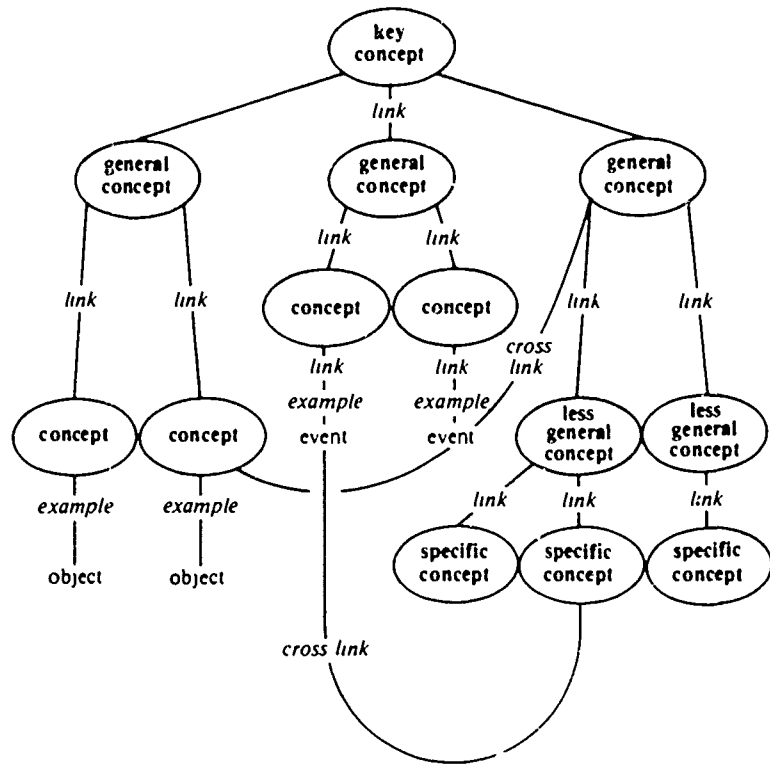 key
concept
link
general
concept
general
concept
general
concept
link
link
concept
concept
link
link
link
link
cross
link
link
link
example
example
event
event
concept
concept
less
general
concept
less
general
concept
example
example
link
link
link
object
object
specific
concept
specific
concept
specific
concept
cross link